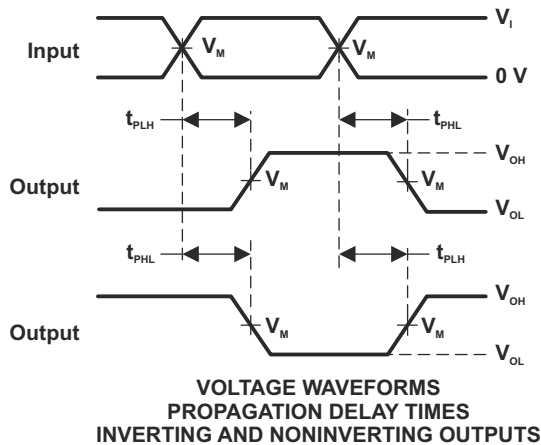 V_I
Input V_M V_M
0 V
t_PLH t_PHL
V_OH
Output V_M V_M
V_OL
t_PHL t_PLH
V_OH
Output V_M V_M
V_OL
VOLTAGE WAVEFORMS
PROPAGATION DELAY TIMES
INVERTING AND NONINVERTING OUTPUTS